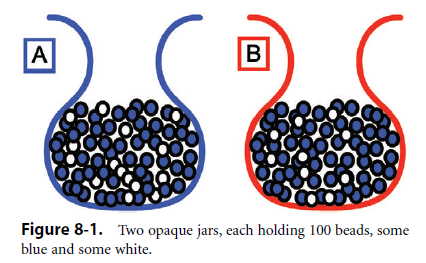 A
B
Figure 8-1. Two opaque jars, each holding 100 beads, some
blue and some white.